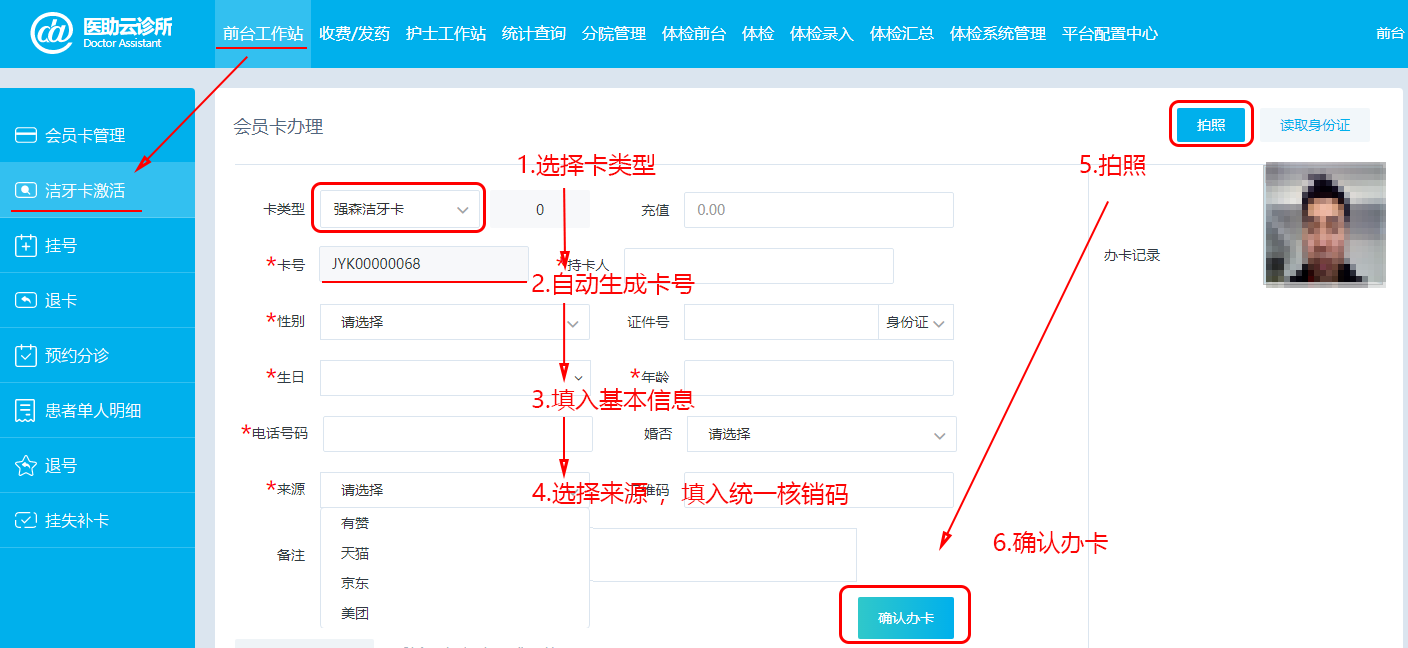 医助云诊所
Doctor Assistant
前台工作站 收费/发药 护士工作站 统计查询 分院管理 体检前台 体检 体检录入 体检汇总 体检系统管理 平台配置中心 前台
会员卡管理
洁牙卡激活
挂号
退卡
预约分诊
患者单人明细
退号
挂失补卡
会员卡办理
拍照 读取身份证
1.选择卡类型
5.拍照
卡类型 强森洁牙卡 0 充值 0.00
*卡号 JYK00000068 *持卡人
办卡记录
2.自动生成卡号
*性别 请选择 证件号 身份证
*生日 *年龄
3.填入基本信息
*电话号码 婚否 请选择
*来源 请选择
4.选择来源，填入统一核销码
有赞
天猫
京东
美团
备注
6.确认办卡
确认办卡